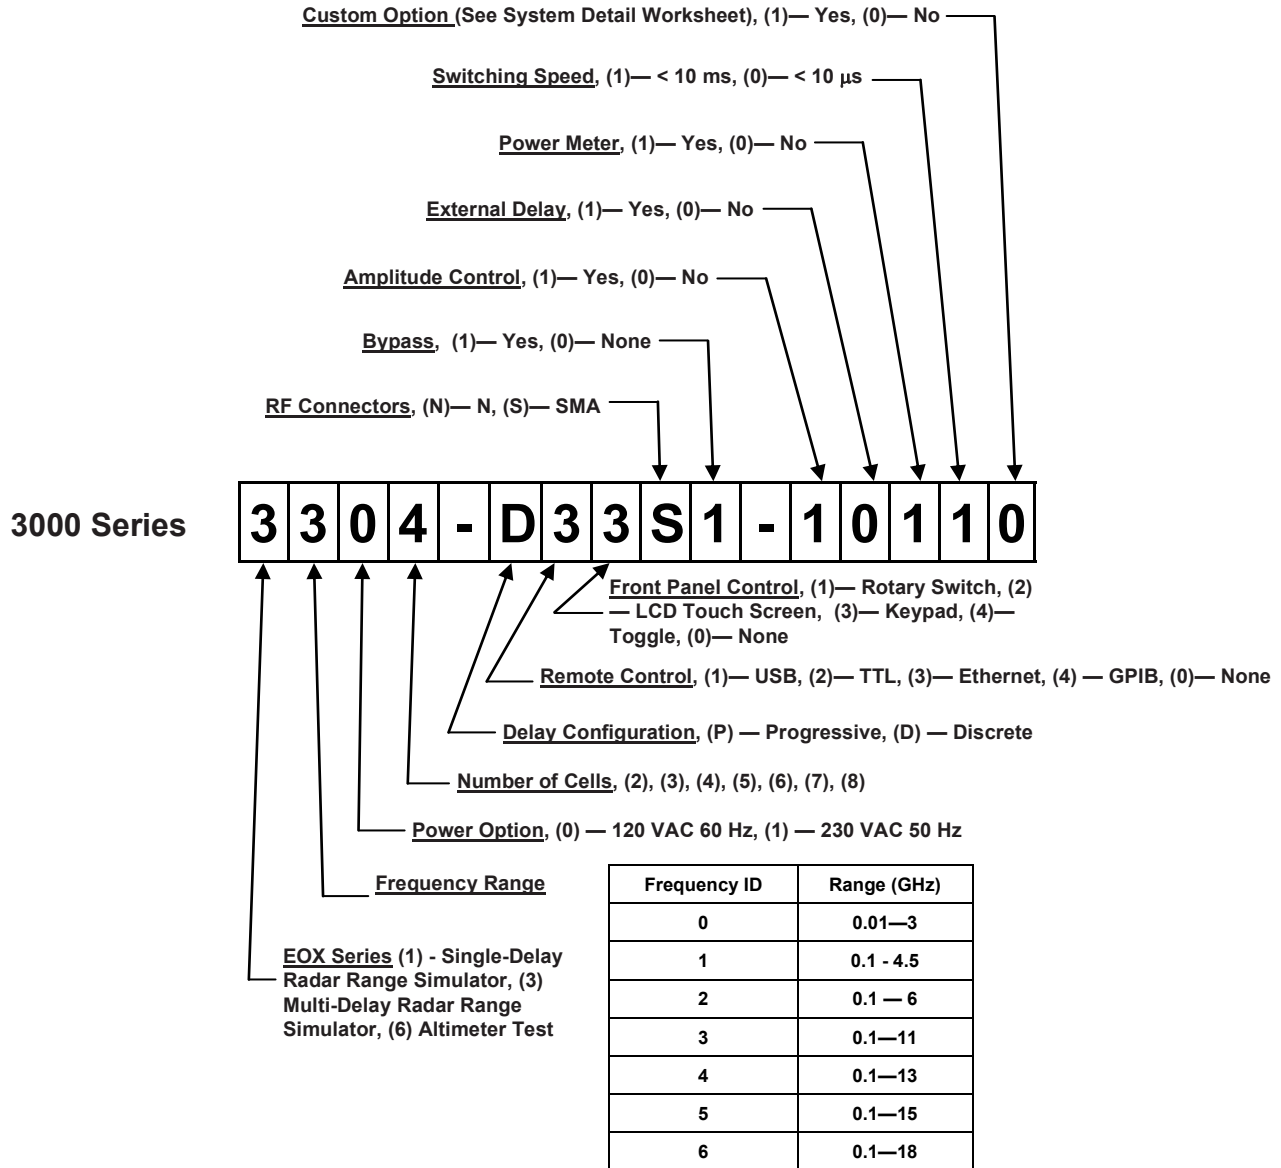 Custom Option (See System Detail Worksheet), (1)— Yes, (0)— No
Switching Speed, (1)— < 10 ms, (0)— < 10 µs
Power Meter, (1)— Yes, (0)— No
External Delay, (1)— Yes, (0)— No
Amplitude Control, (1)— Yes, (0)— No
Bypass, (1)— Yes, (0)— None
RF Connectors, (N)— N, (S)— SMA
3000 Series
3 3 0 4 - D 3 3 S 1 - 1 0 1 1 0
Front Panel Control, (1)— Rotary Switch, (2)
— LCD Touch Screen, (3)— Keypad, (4)—
Toggle, (0)— None
Remote Control, (1)— USB, (2)— TTL, (3)— Ethernet, (4) — GPIB, (0)— None
Delay Configuration, (P) — Progressive, (D) — Discrete
Number of Cells, (2), (3), (4), (5), (6), (7), (8)
Power Option, (0) — 120 VAC 60 Hz, (1) — 230 VAC 50 Hz
Frequency Range
EOX Series (1) - Single-Delay
Radar Range Simulator, (3)
Multi-Delay Radar Range
Simulator, (6) Altimeter Test
Frequency ID Range (GHz)
0 0.01—3
1 0.1 - 4.5
2 0.1 — 6
3 0.1—11
4 0.1—13
5 0.1—15
6 0.1—18